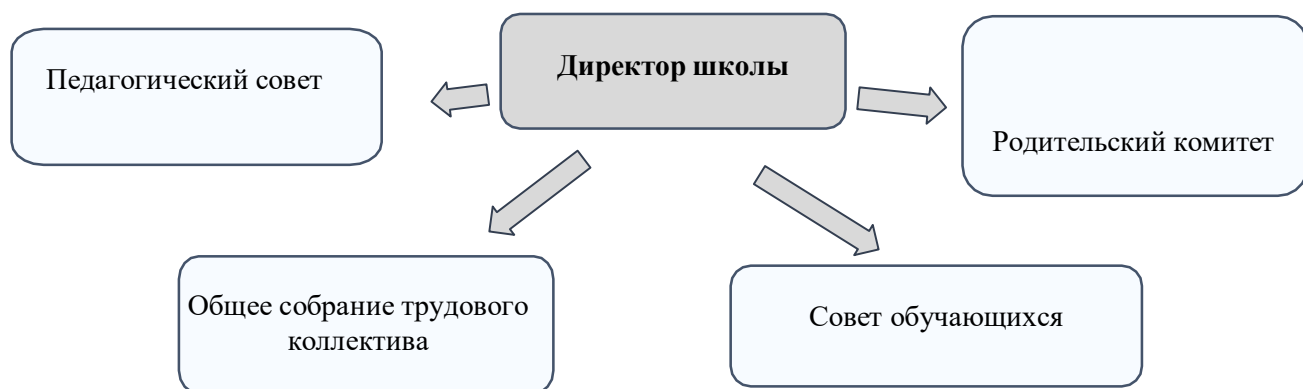 Директор школы
Педагогический совет
Родительский комитет
Общее собрание трудового
коллектива
Совет обучающихся